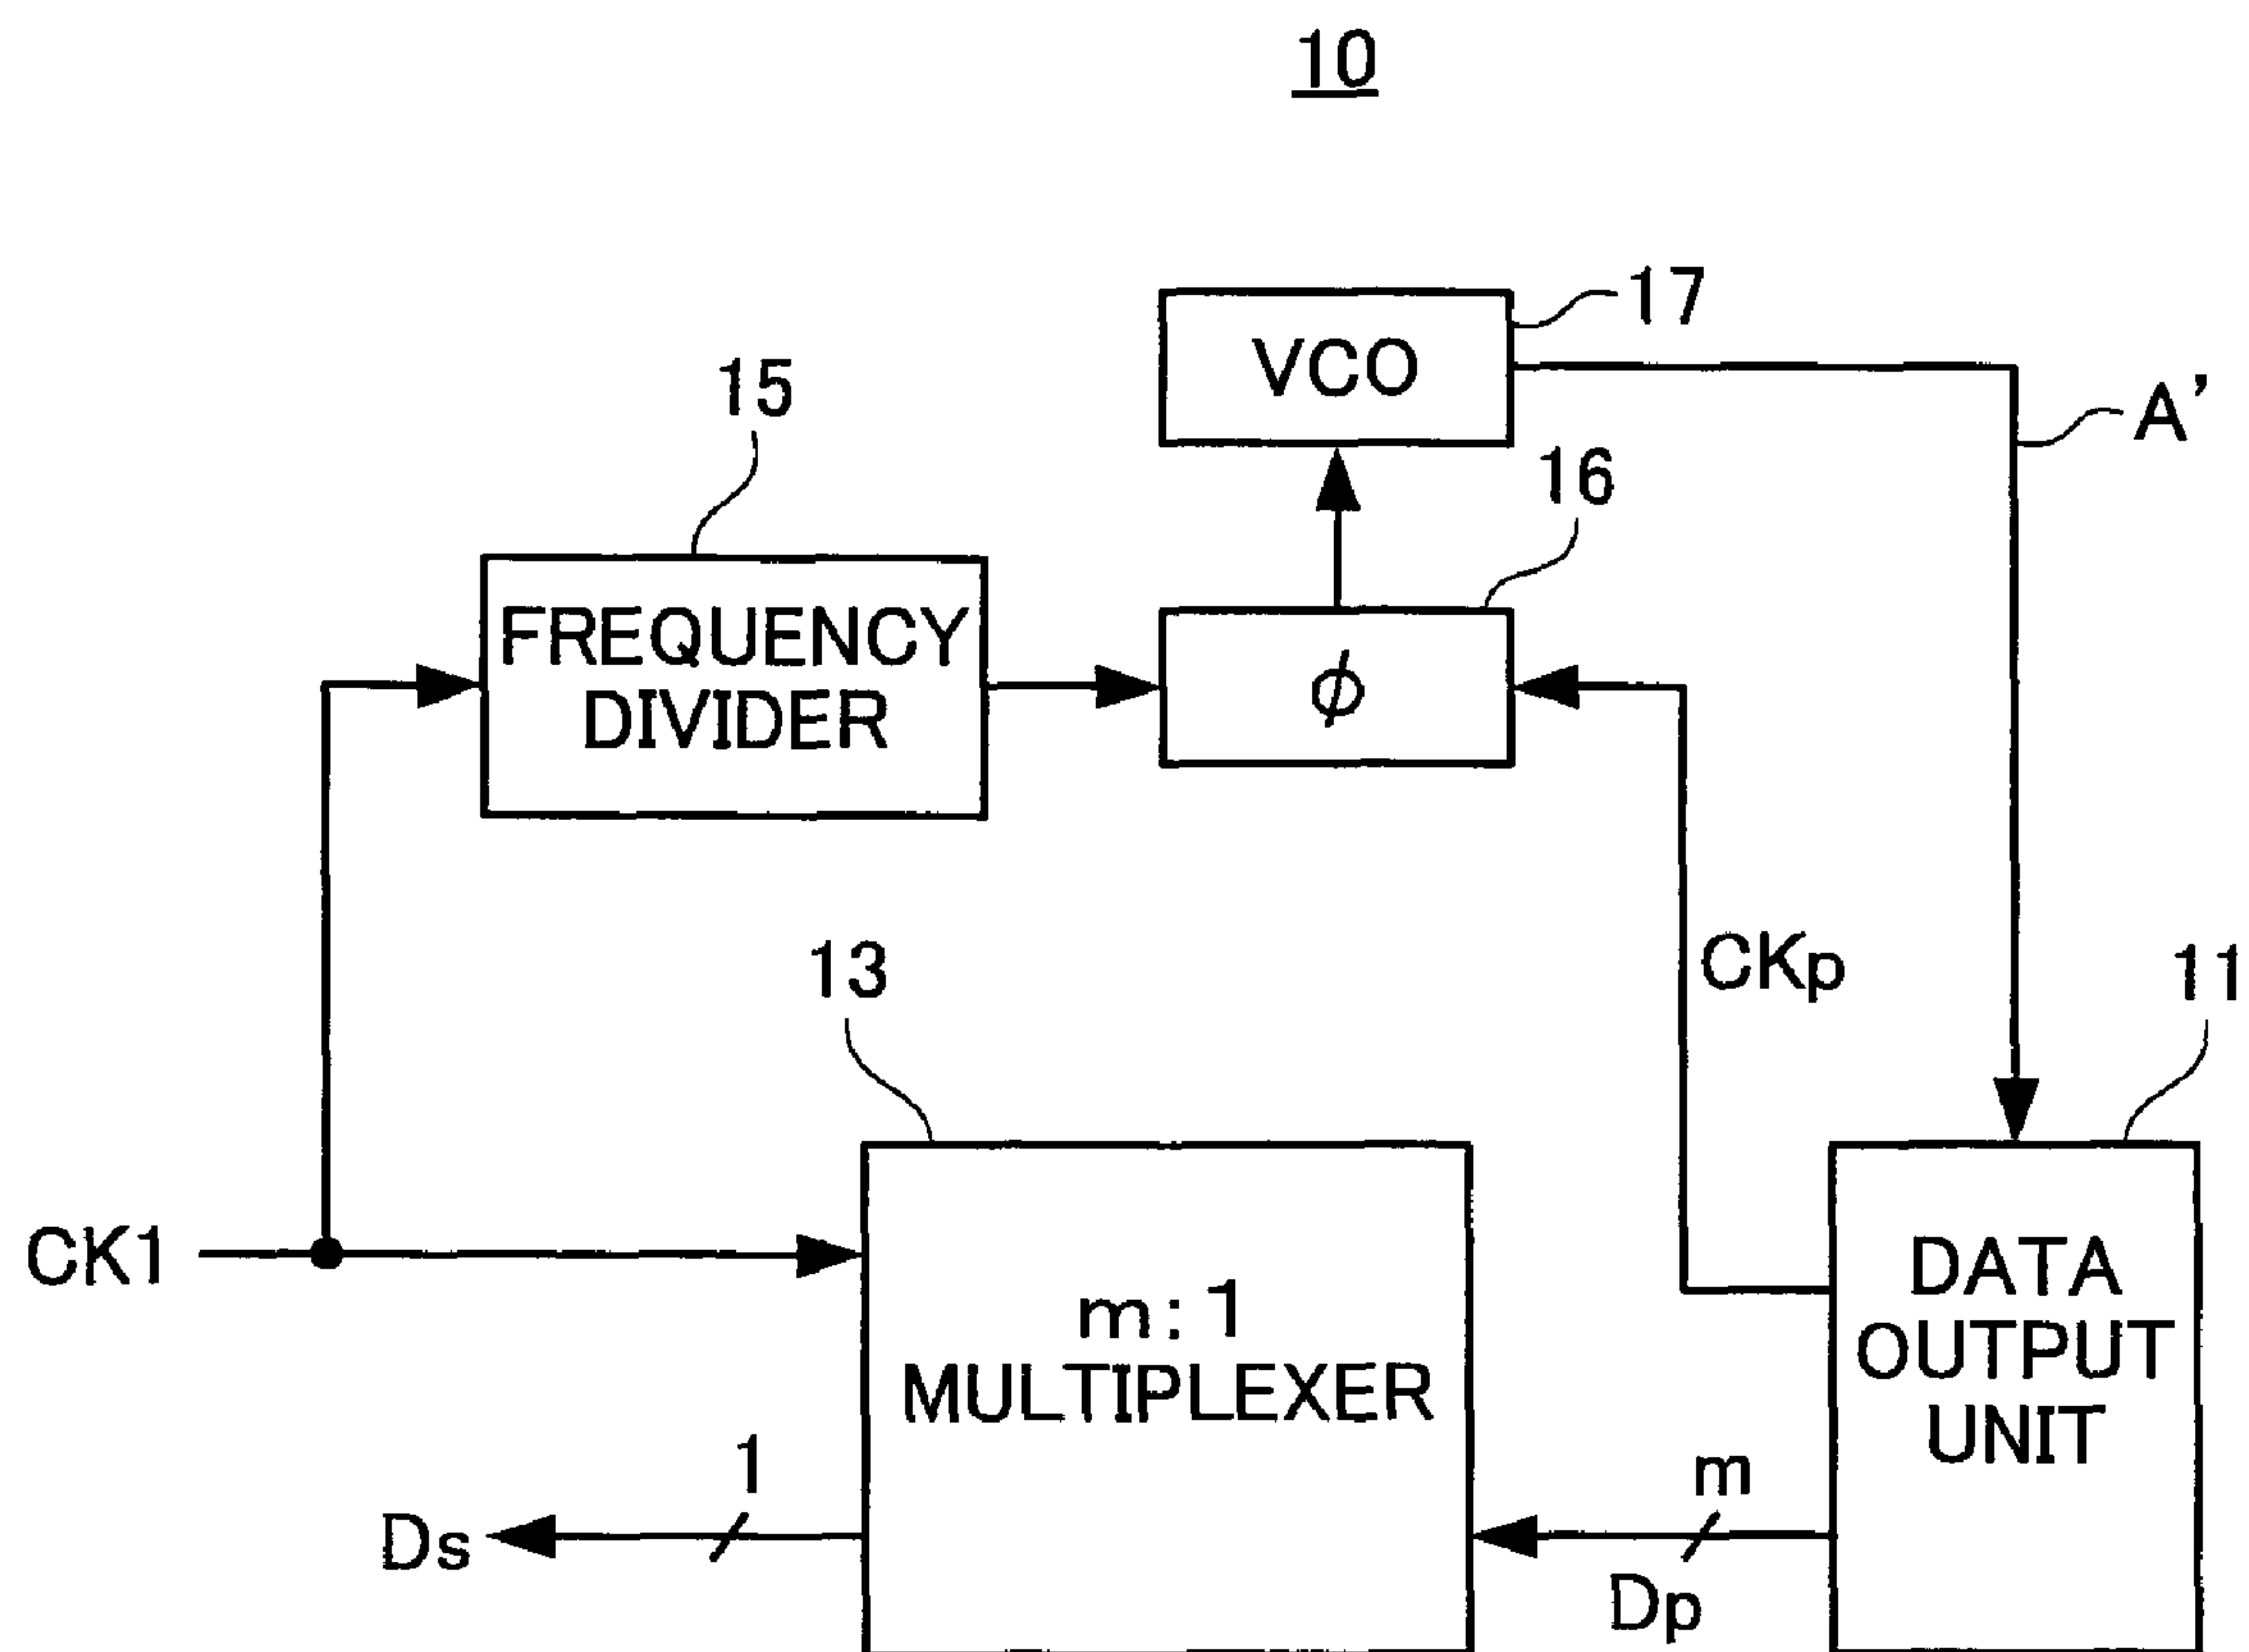 10
17
VCO
A'
15
16
FREQUENCY
DIVIDER
ϕ
13
CKp
11
CK1
m:1
MULTIPLEXER
DATA
OUTPUT
UNIT
1
m
Ds
Dp